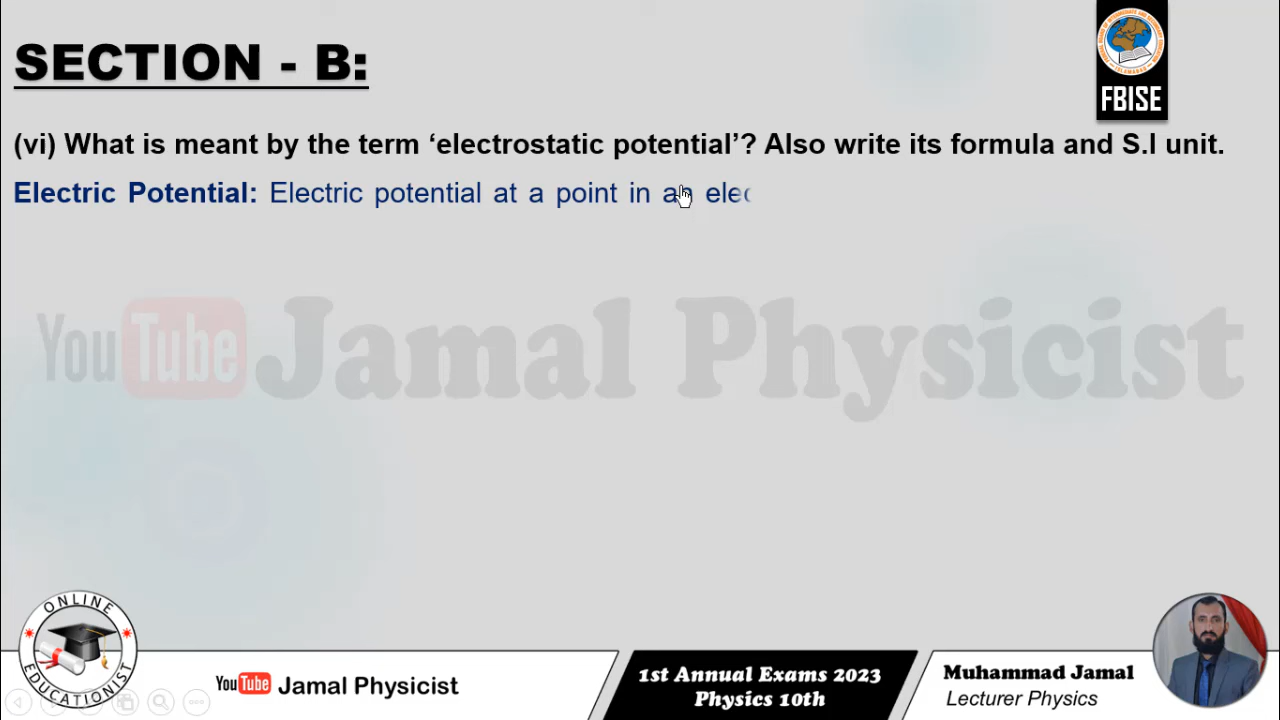 SECTION - B:
FBISE
(vi) What is meant by the term ‘electrostatic potential’? Also write its formula and S.I unit.
Electric Potential: Electric potential at a point in an elec
YouTube Jamal Physicist
ONLINE
EDUCATIONIST
YouTube Jamal Physicist
1st Annual Exams 2023
Physics 10th
Muhammad Jamal
Lecturer Physics